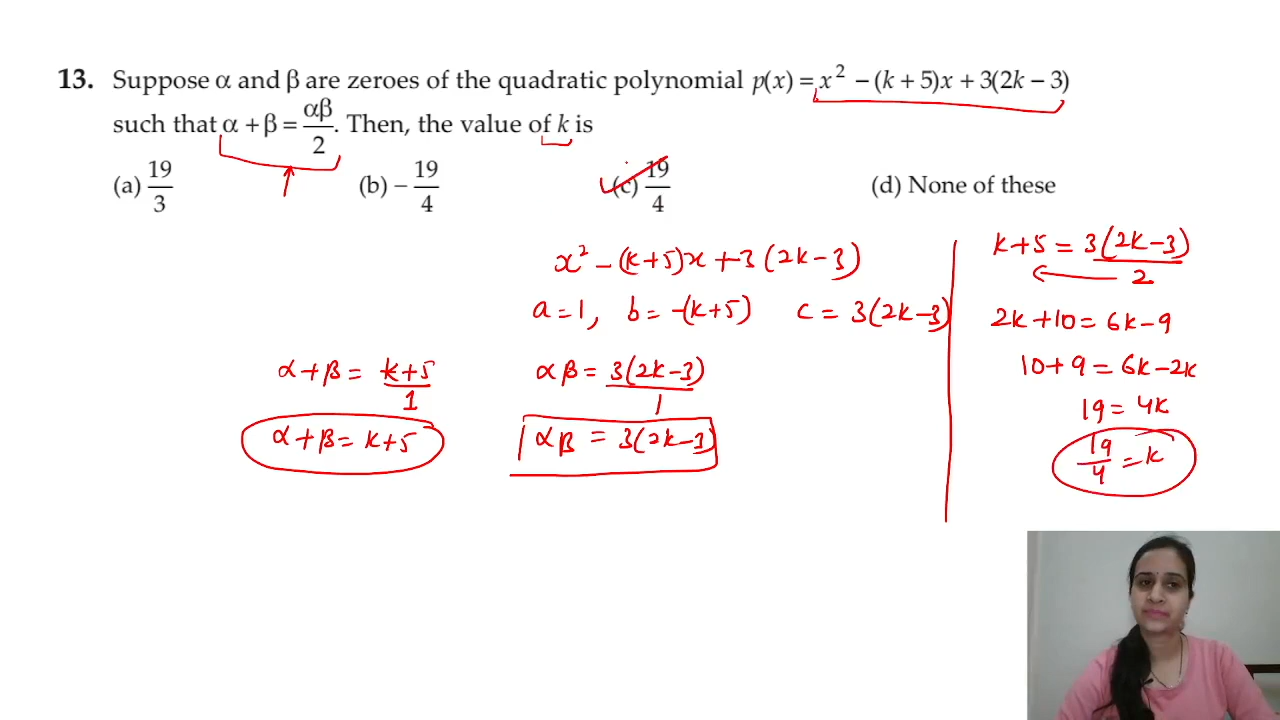 13. Suppose α and β are zeroes of the quadratic polynomial p(x) = x² − (k + 5)x + 3(2k − 3)
such that α + β = αβ/2. Then, the value of k is
(a) 19/3 (b) − 19/4 (c) 19/4 (d) None of these
x² − (k+5)x + 3(2k−3)
a = 1, b = −(k+5) c = 3(2k−3)
α+β = k+5/1 αβ = 3(2k−3)/1
α+β = k+5 αβ = 3(2k−3)
k+5 = 3(2k−3)/2
2k+10 = 6k−9
10+9 = 6k−2k
19 = 4k
19/4 = k